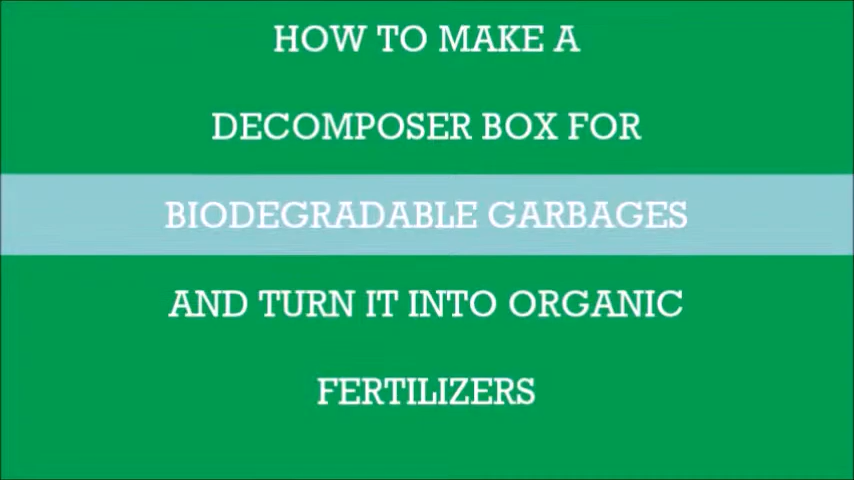 HOW TO MAKE A
DECOMPOSER BOX FOR
BIODEGRADABLE GARBAGES
AND TURN IT INTO ORGANIC
FERTILIZERS